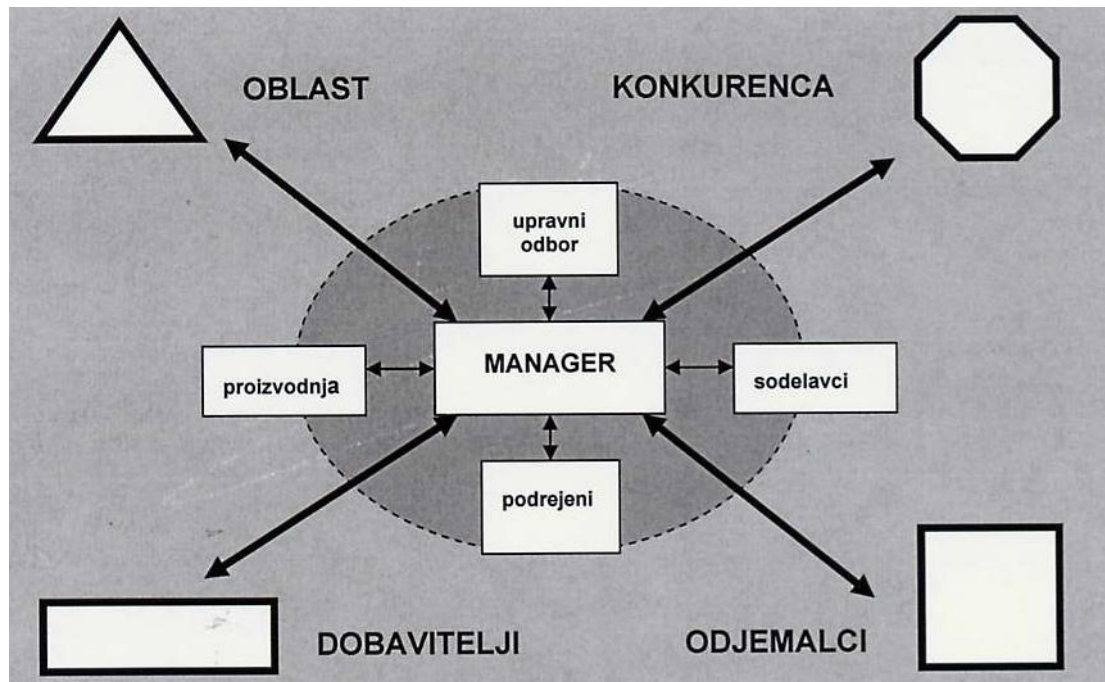 OBLAST
KONKURENCA
upravni
odbor
MANAGER
proizvodnja
sodelavci
podrejeni
DOBAVITELJI
ODJEMALCI